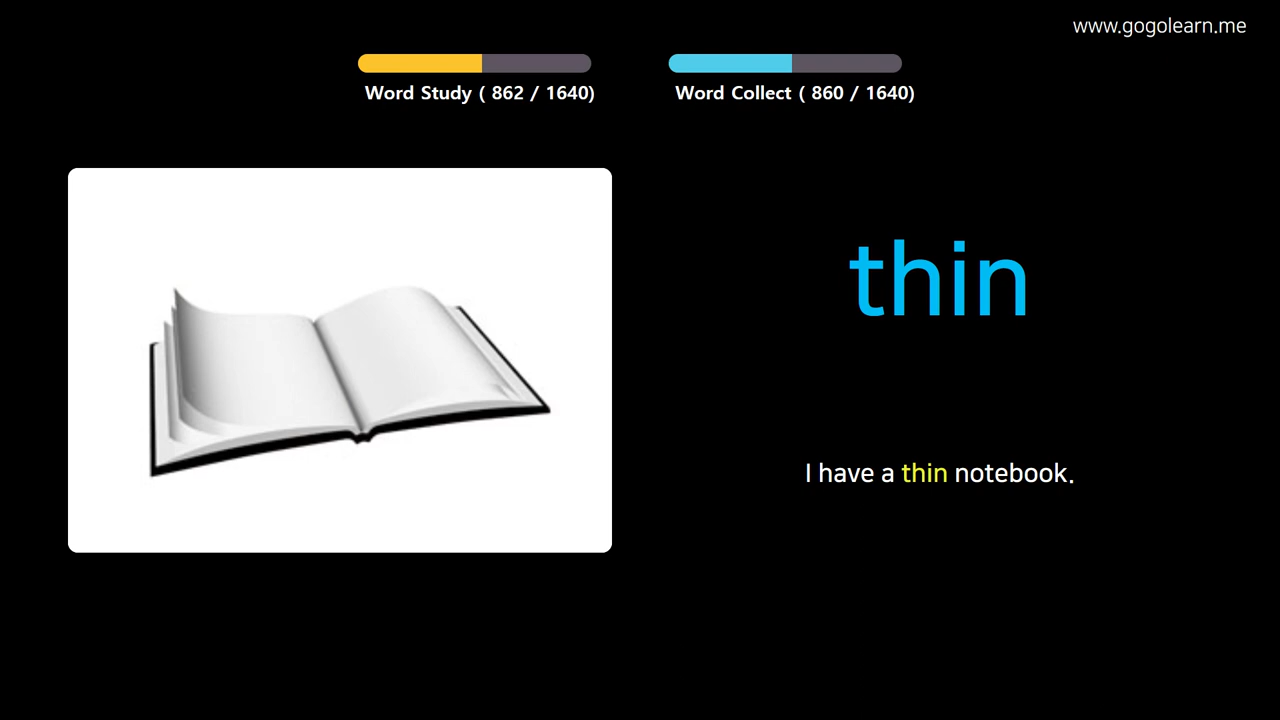 www.gogolearn.me
Word Study ( 862 / 1640)
Word Collect ( 860 / 1640)
thin
I have a thin notebook.